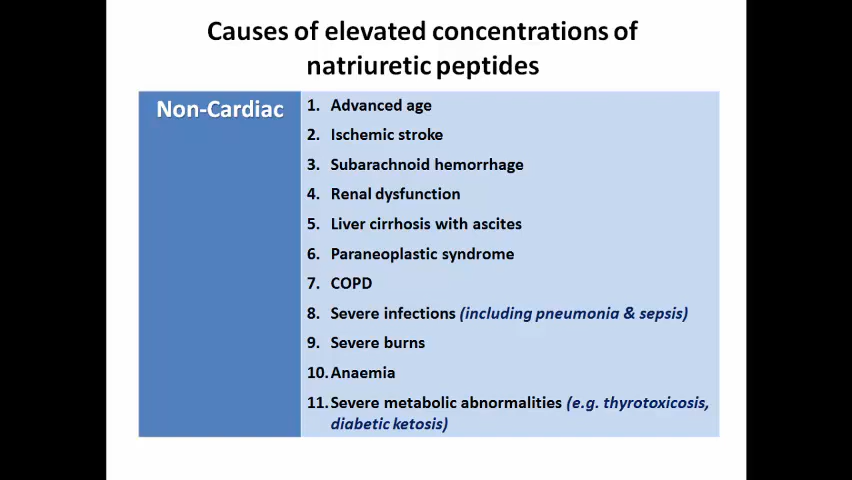 Causes of elevated concentrations of
natriuretic peptides
Non-Cardiac
1. Advanced age
2. Ischemic stroke
3. Subarachnoid hemorrhage
4. Renal dysfunction
5. Liver cirrhosis with ascites
6. Paraneoplastic syndrome
7. COPD
8. Severe infections (including pneumonia & sepsis)
9. Severe burns
10. Anaemia
11. Severe metabolic abnormalities (e.g. thyrotoxicosis,
diabetic ketosis)